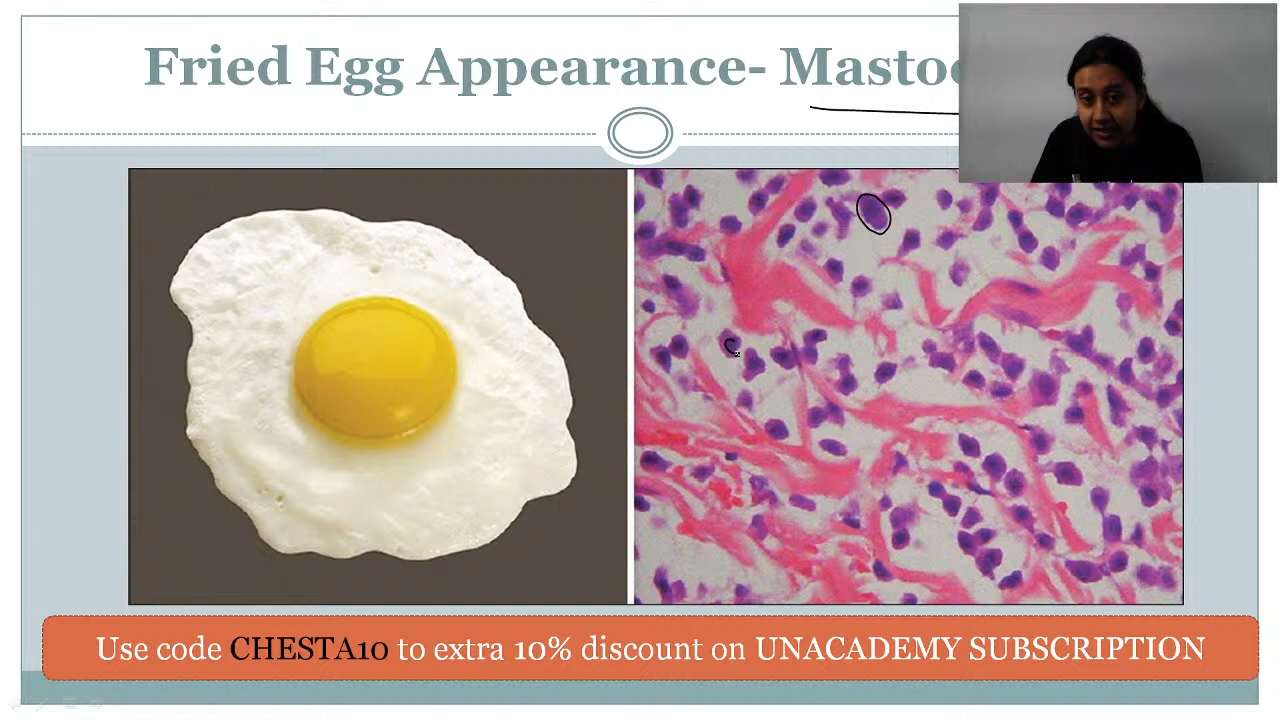 Fried Egg Appearance- Mastoc
Use code CHESTA10 to extra 10% discount on UNACADEMY SUBSCRIPTION